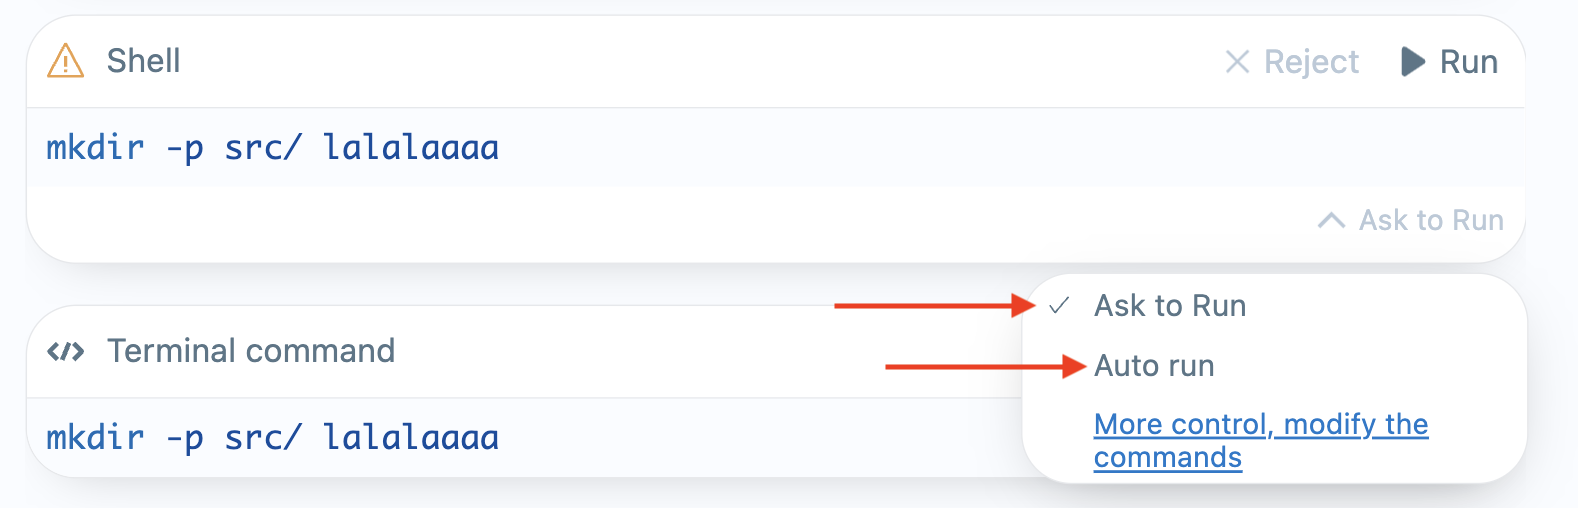 Shell
Reject
Run
mkdir -p src/ lalalaaaa
Ask to Run
Ask to Run
Auto run
More control, modify the
commands
Terminal command
mkdir -p src/ lalalaaaa